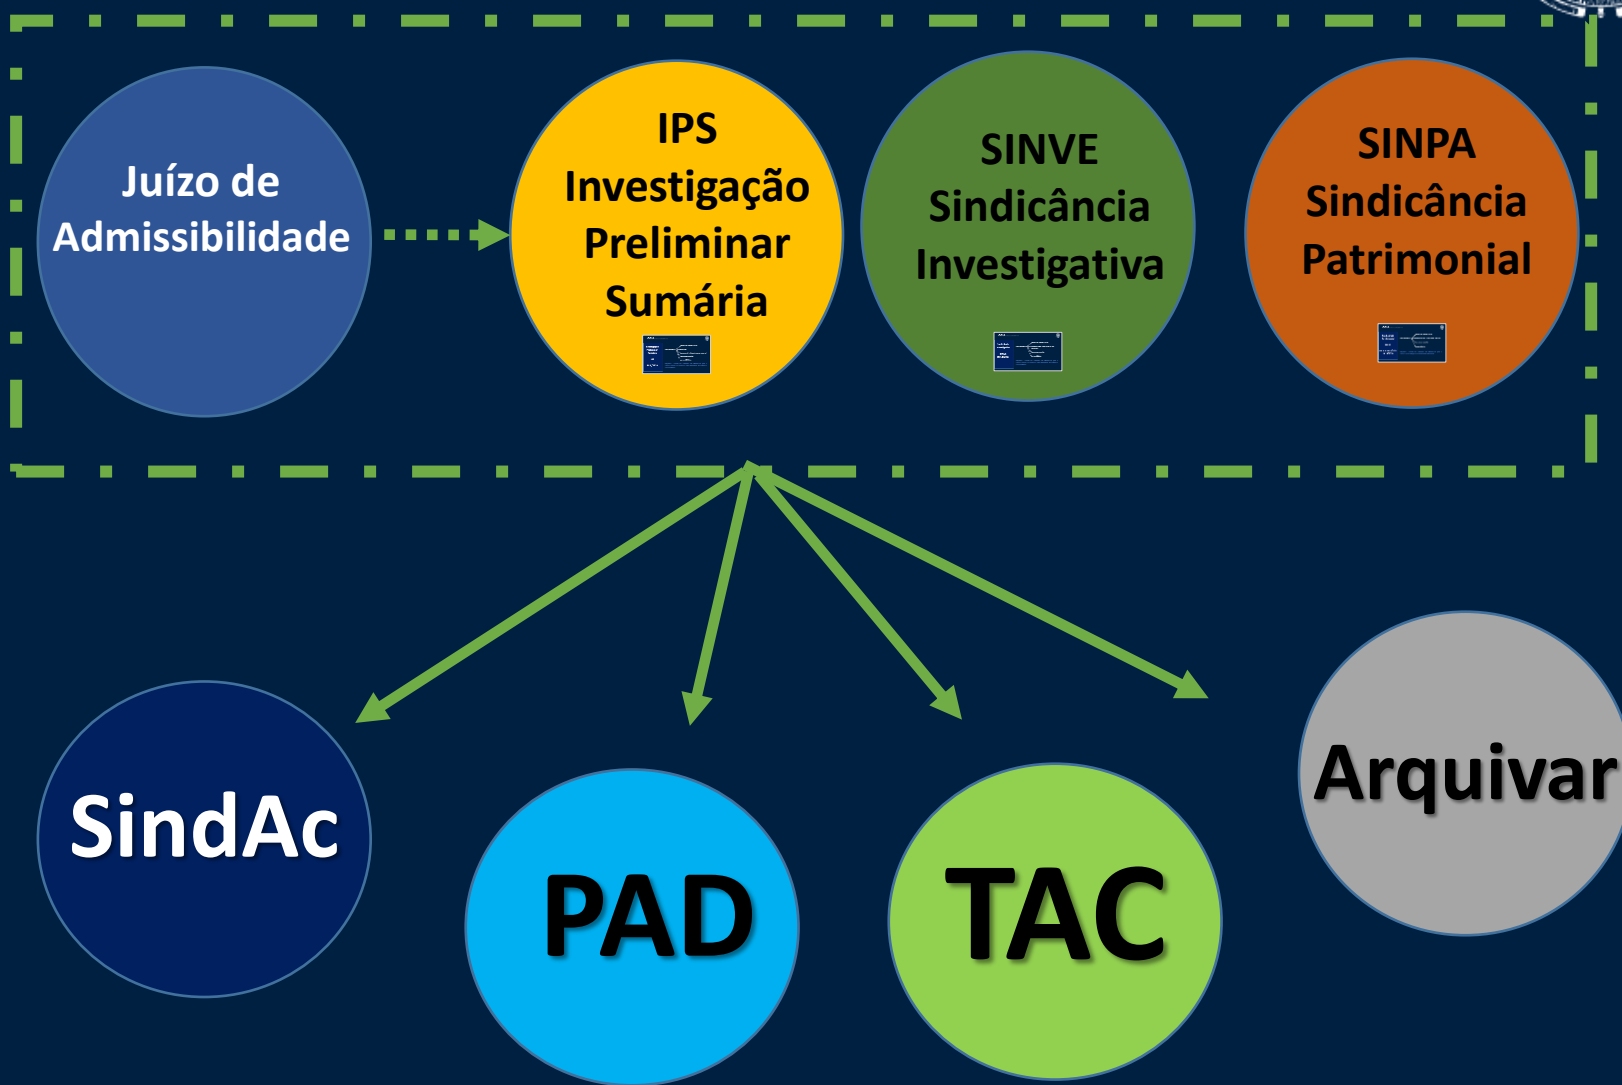 Juízo de
Admissibilidade
IPS
Investigação
Preliminar
Sumária
SINVE
Sindicância
Investigativa
SINPA
Sindicância
Patrimonial
SindAc
PAD
TAC
Arquivar